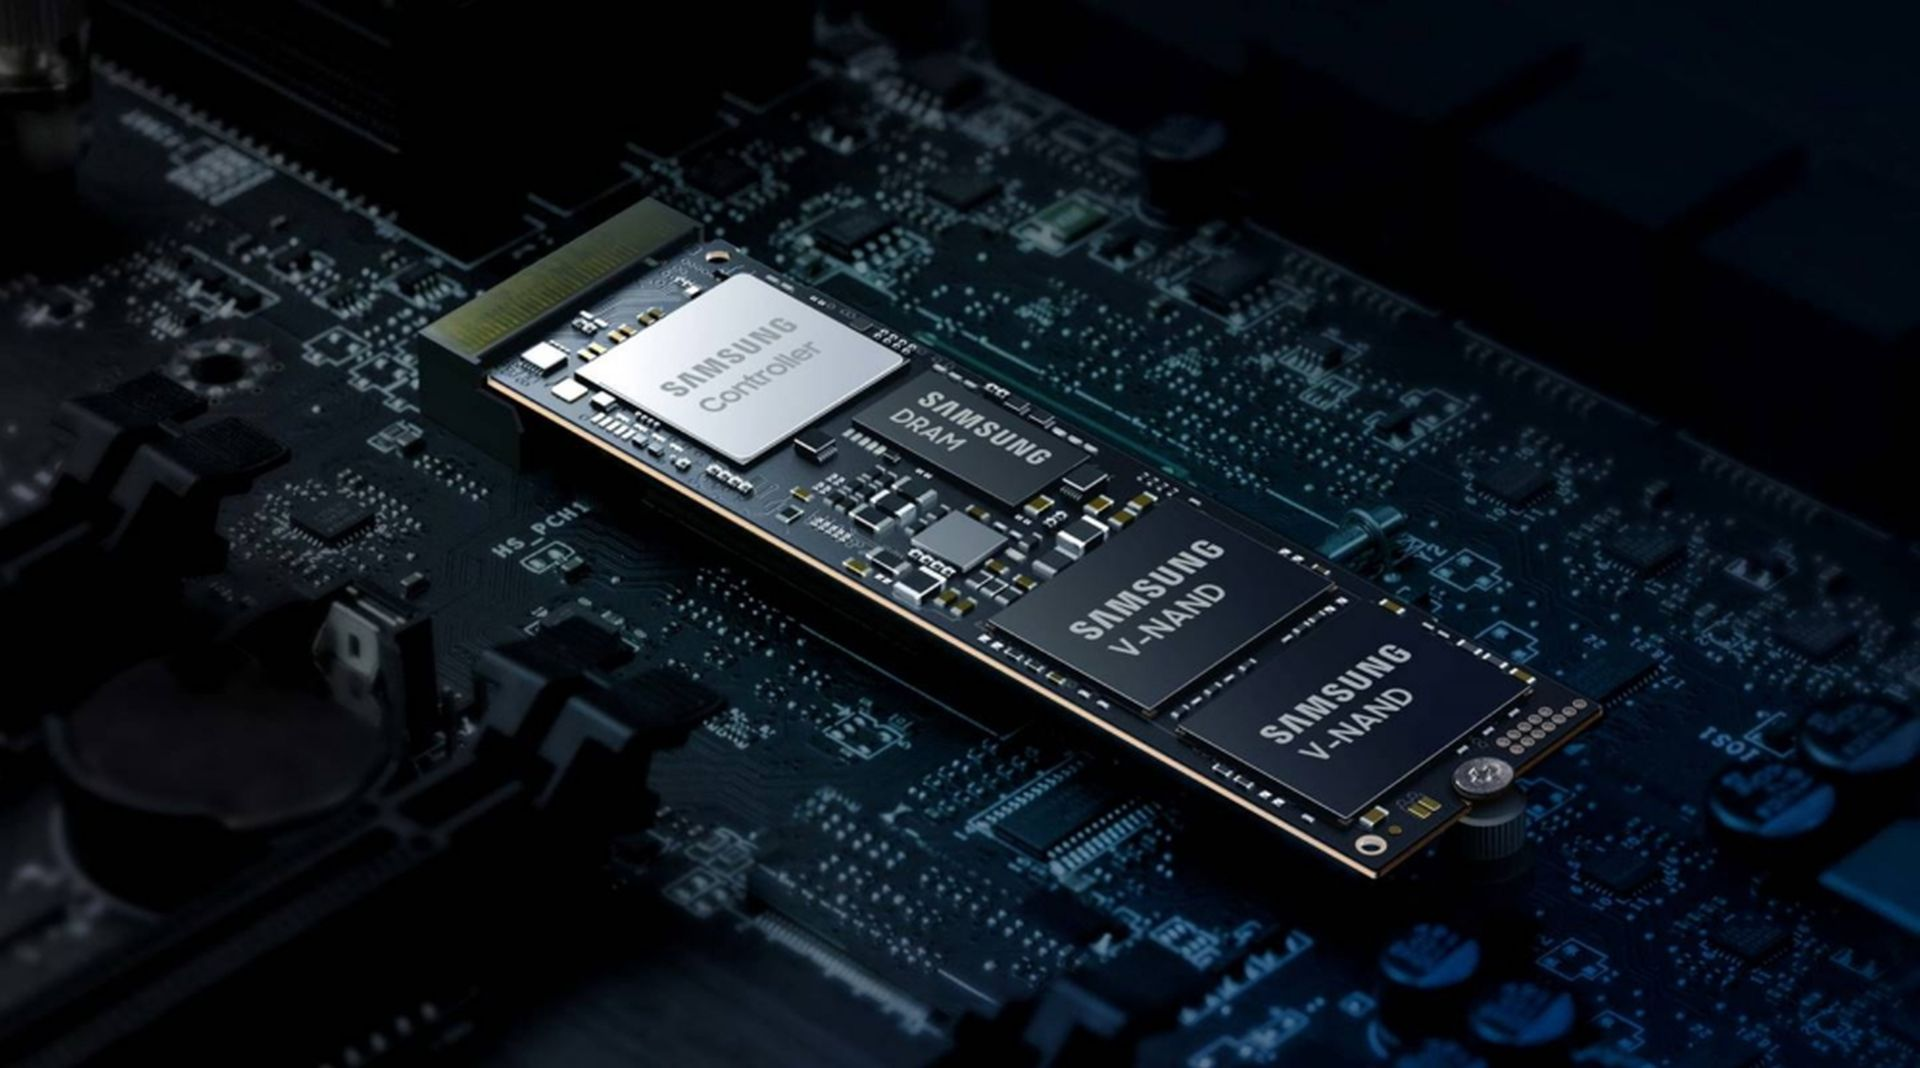 SAMSUNG
Controller
SAMSUNG
DRAM
HS_PCH1
SAMSUNG
V-NAND
SAMSUNG
V-NAND